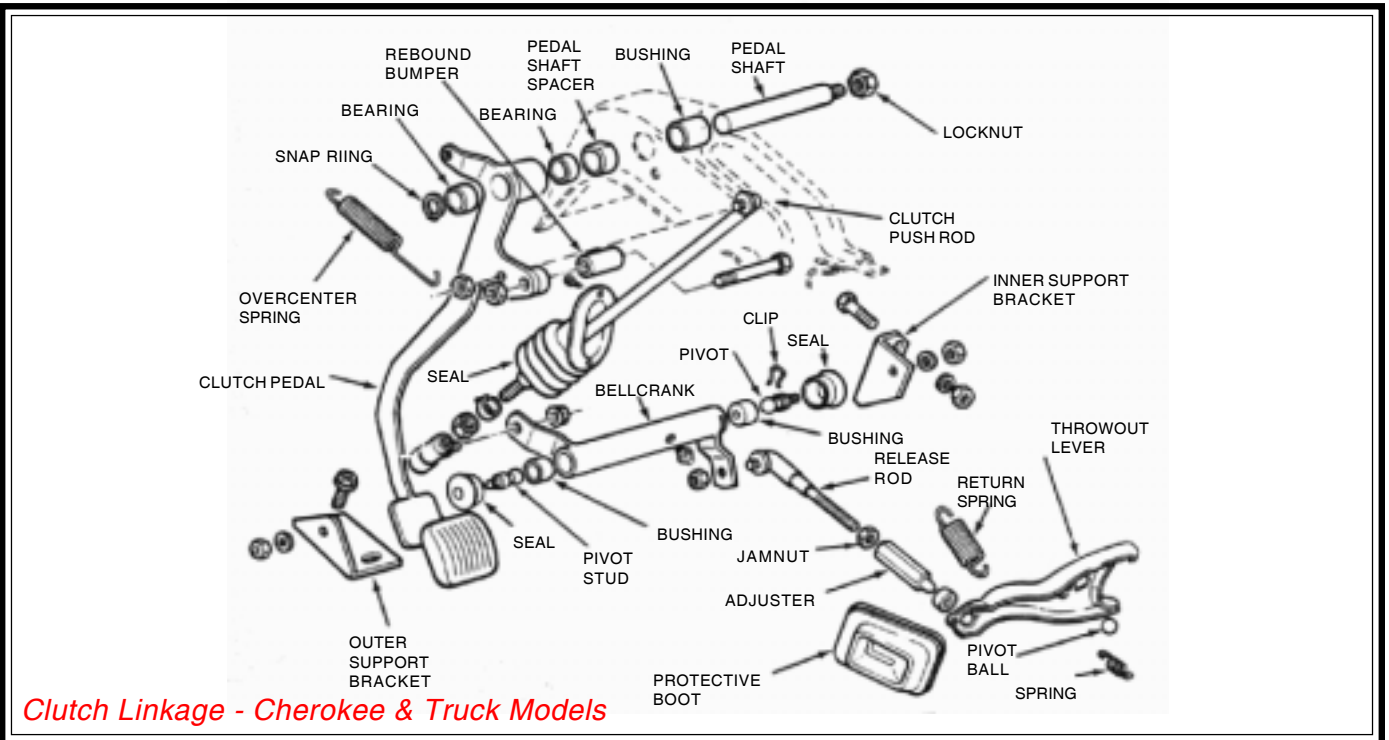 REBOUND
BUMPER
PEDAL
SHAFT
SPACER
BUSHING
PEDAL
SHAFT
BEARING
BEARING
LOCKNUT
SNAP RIING
CLUTCH
PUSH ROD
INNER SUPPORT
BRACKET
OVERCENTER
SPRING
CLIP
SEAL
PIVOT
CLUTCH PEDAL
SEAL
BELLCRANK
BUSHING
RELEASE
ROD
THROWOUT
LEVER
RETURN
SPRING
SEAL
PIVOT
STUD
BUSHING
JAMNUT
ADJUSTER
OUTER
SUPPORT
BRACKET
PROTECTIVE
BOOT
PIVOT
BALL
SPRING
Clutch Linkage - Cherokee & Truck Models